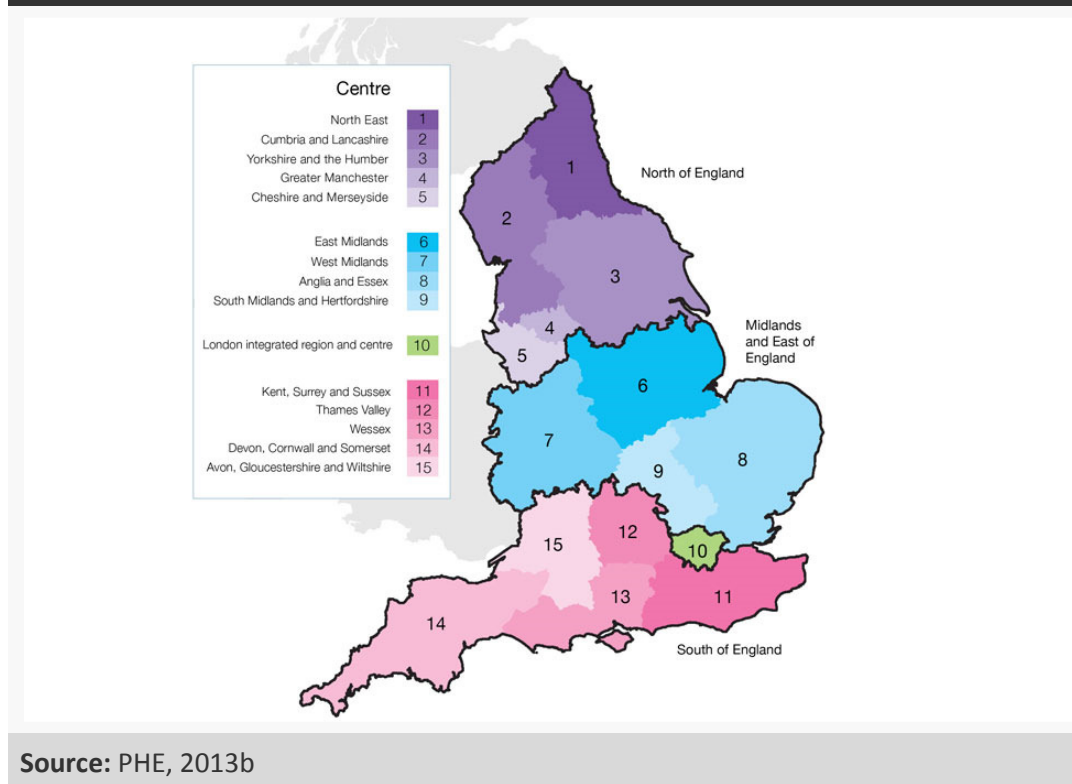 Centre
North East 1
Cumbria and Lancashire 2
Yorkshire and the Humber 3
Greater Manchester 4
Cheshire and Merseyside 5
East Midlands 6
West Midlands 7
Anglia and Essex 8
South Midlands and Hertfordshire 9
London integrated region and centre 10
Kent, Surrey and Sussex 11
Thames Valley 12
Wessex 13
Devon, Cornwall and Somerset 14
Avon, Gloucestershire and Wiltshire 15
1
North of England
2
3
4
5
Midlands
and East of
England
6
7
8
9
10
12
15
11
13
14
South of England
Source: PHE, 2013b